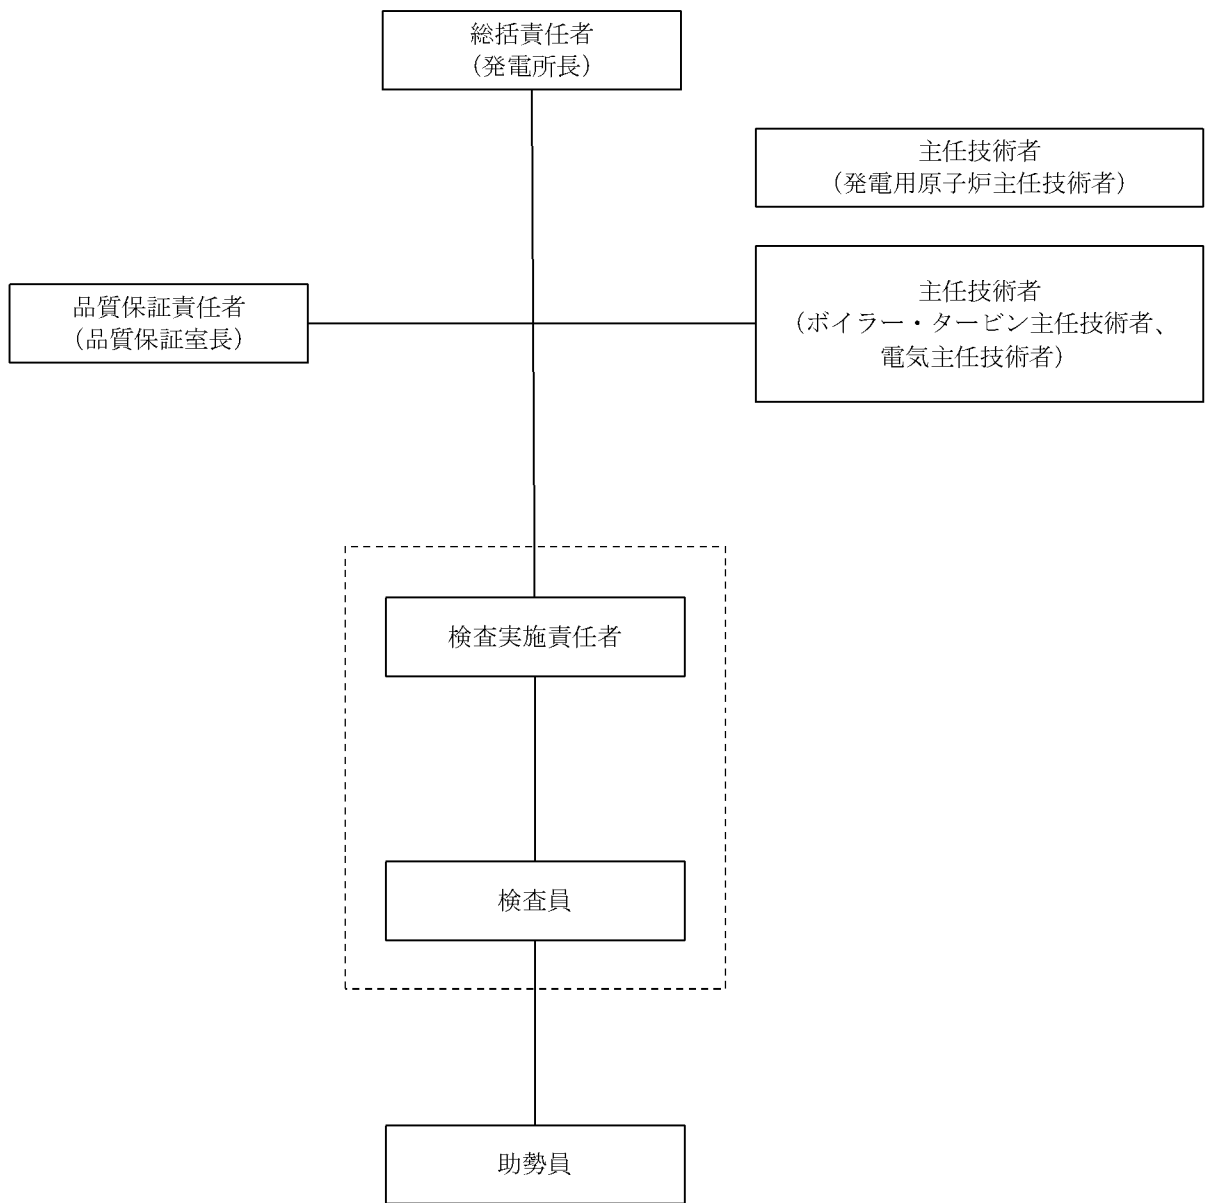 総括責任者
（発電所長）
主任技術者
（発電用原子炉主任技術者）
品質保証責任者
（品質保証室長）
主任技術者
（ボイラー・タービン主任技術者、
電気主任技術者）
検査実施責任者
検査員
助勢員